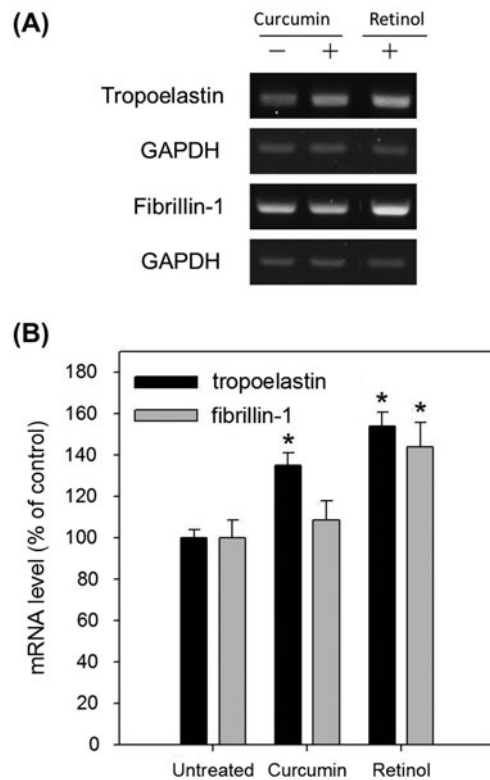 (A)
Curcumin Retinol
− + +
Tropoelastin
GAPDH
Fibrillin-1
GAPDH
(B)
mRNA level (% of control)
180
160
140
120
100
80
60
40
20
0
tropoelastin
fibrillin-1
*
*
*
Untreated Curcumin Retinol